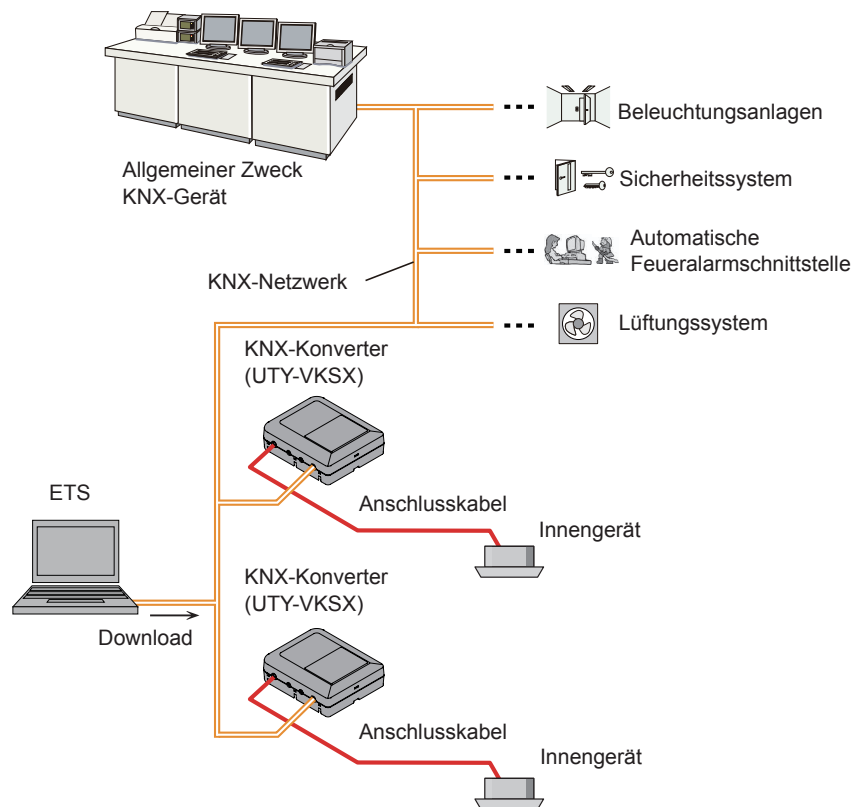 Beleuchtungsanlagen
Allgemeiner Zweck
KNX-Gerät
Sicherheitssystem
Automatische
Feueralarmschnittstelle
KNX-Netzwerk
Lüftungssystem
KNX-Konverter
(UTY-VKSX)
ETS
Anschlusskabel
Innengerät
KNX-Konverter
(UTY-VKSX)
Download
Anschlusskabel
Innengerät